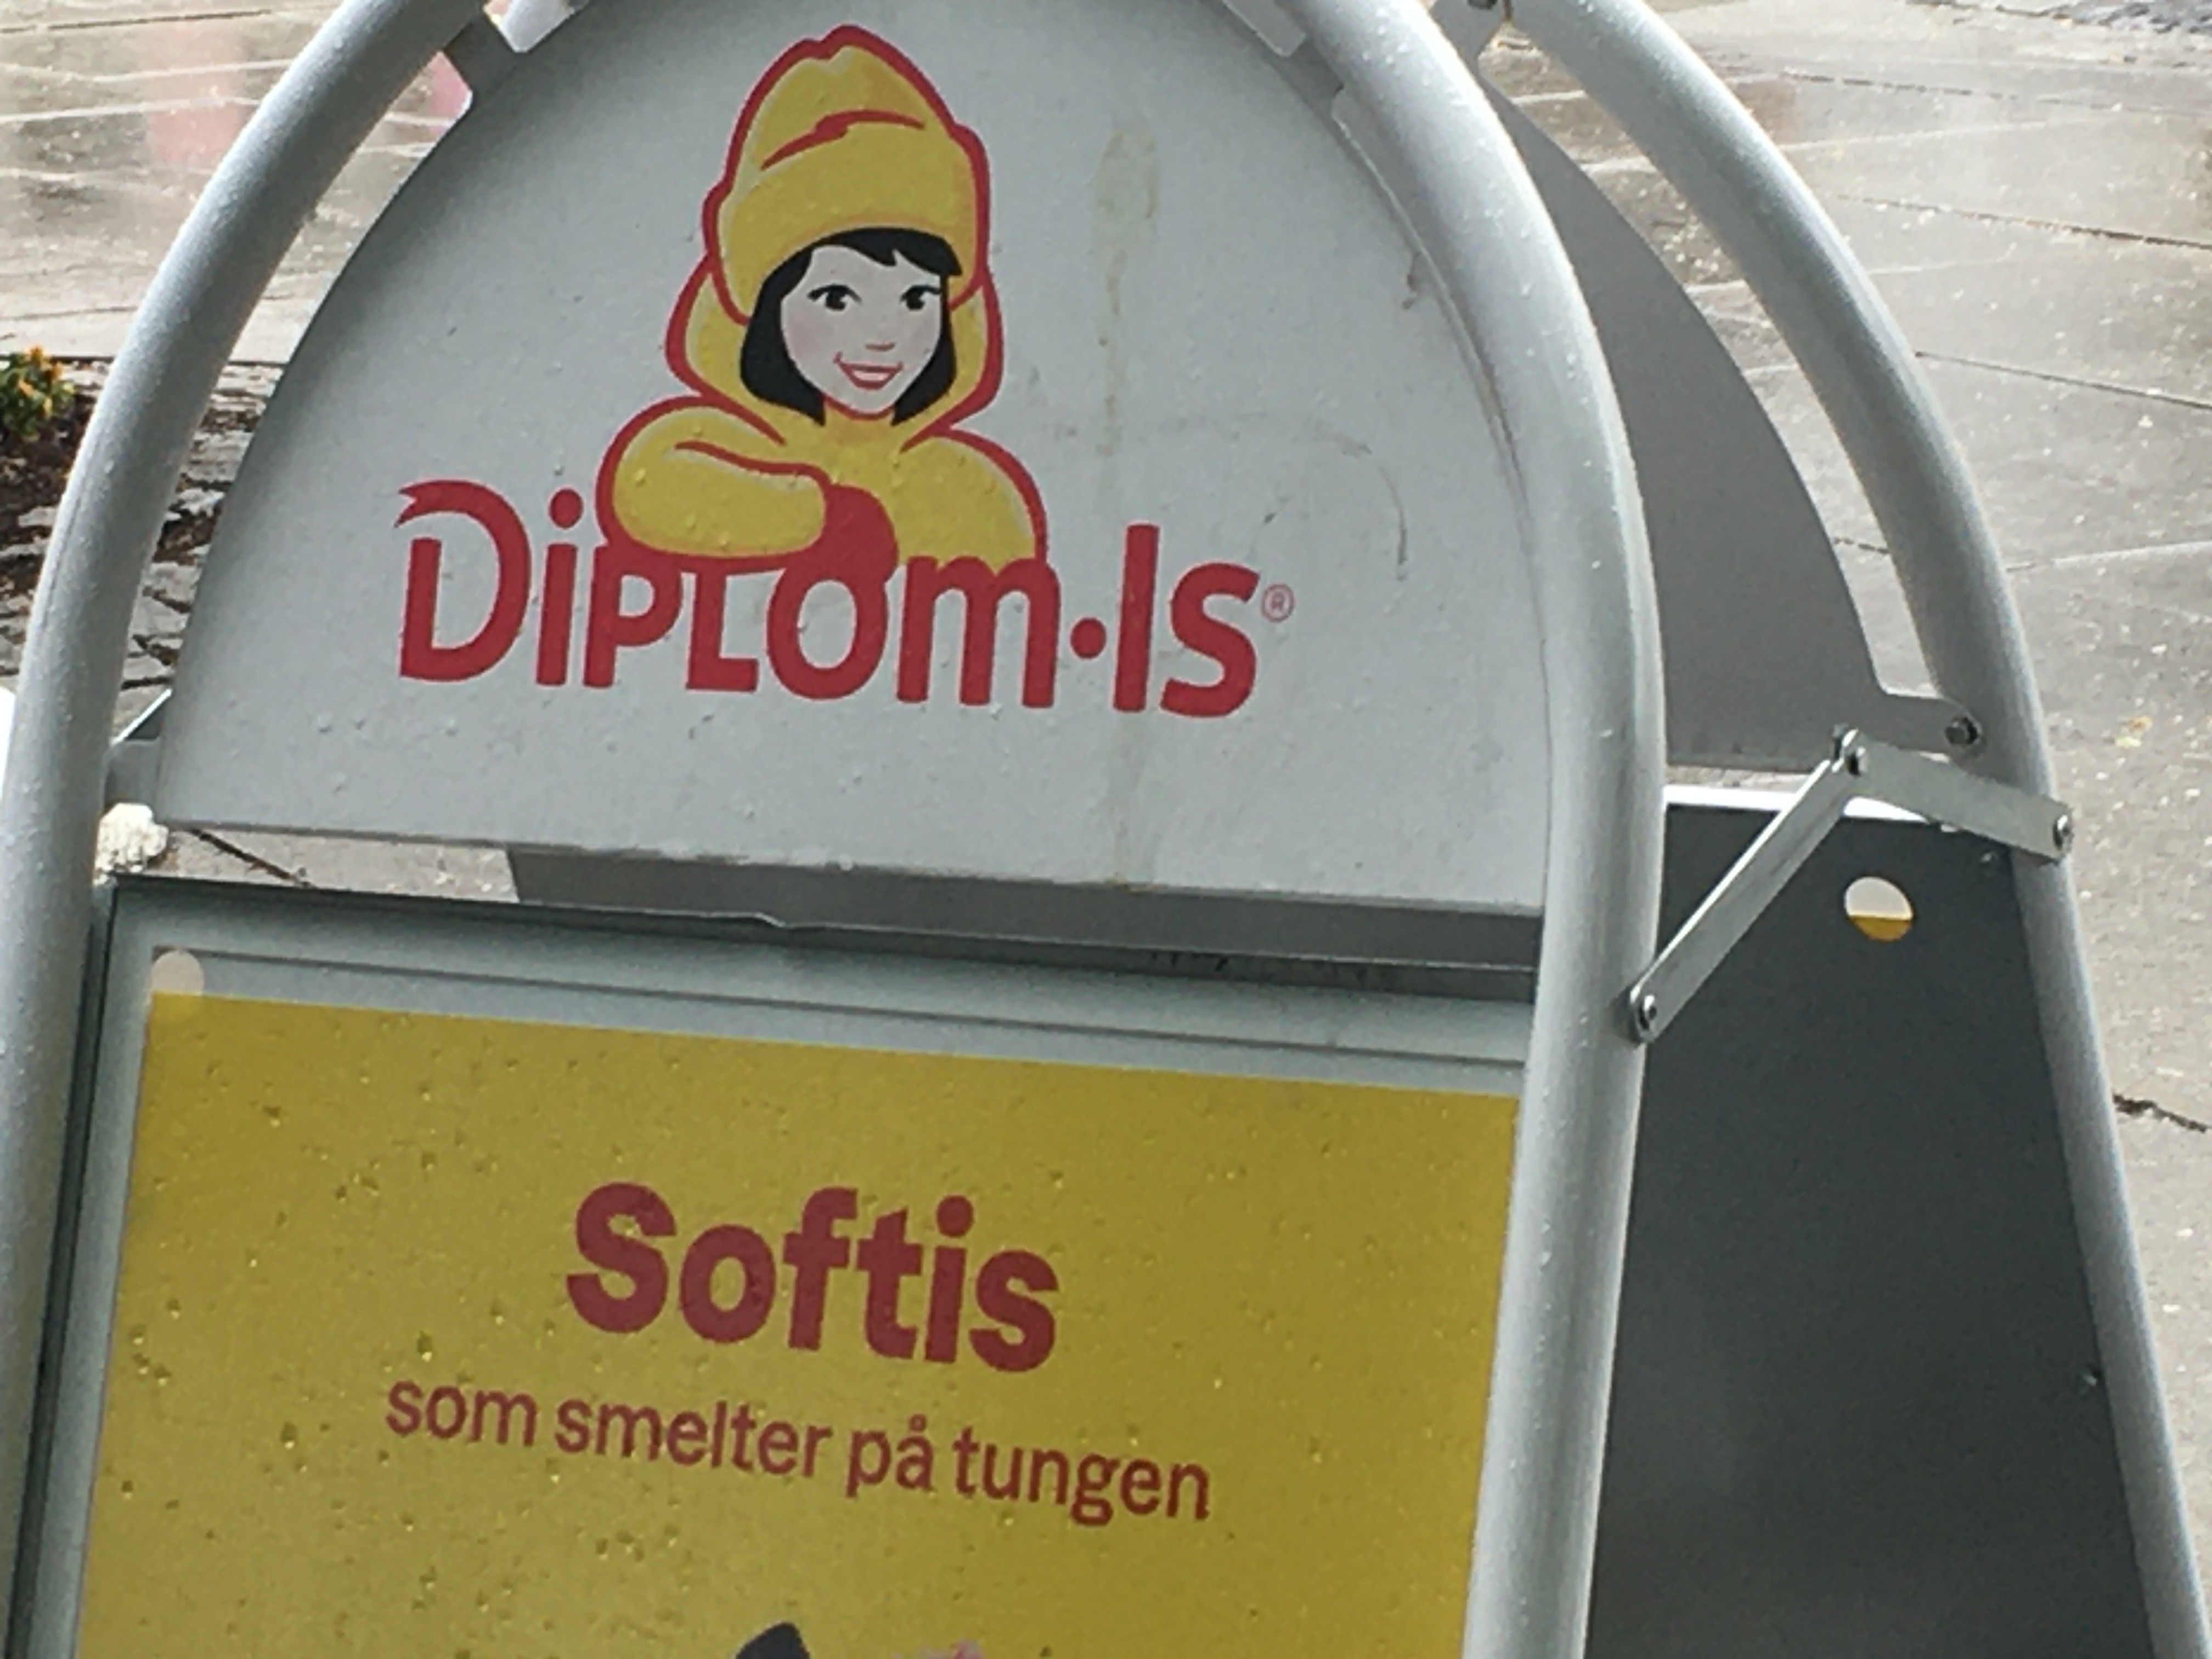 Diplom·Is®
Softis
som smelter på tungen